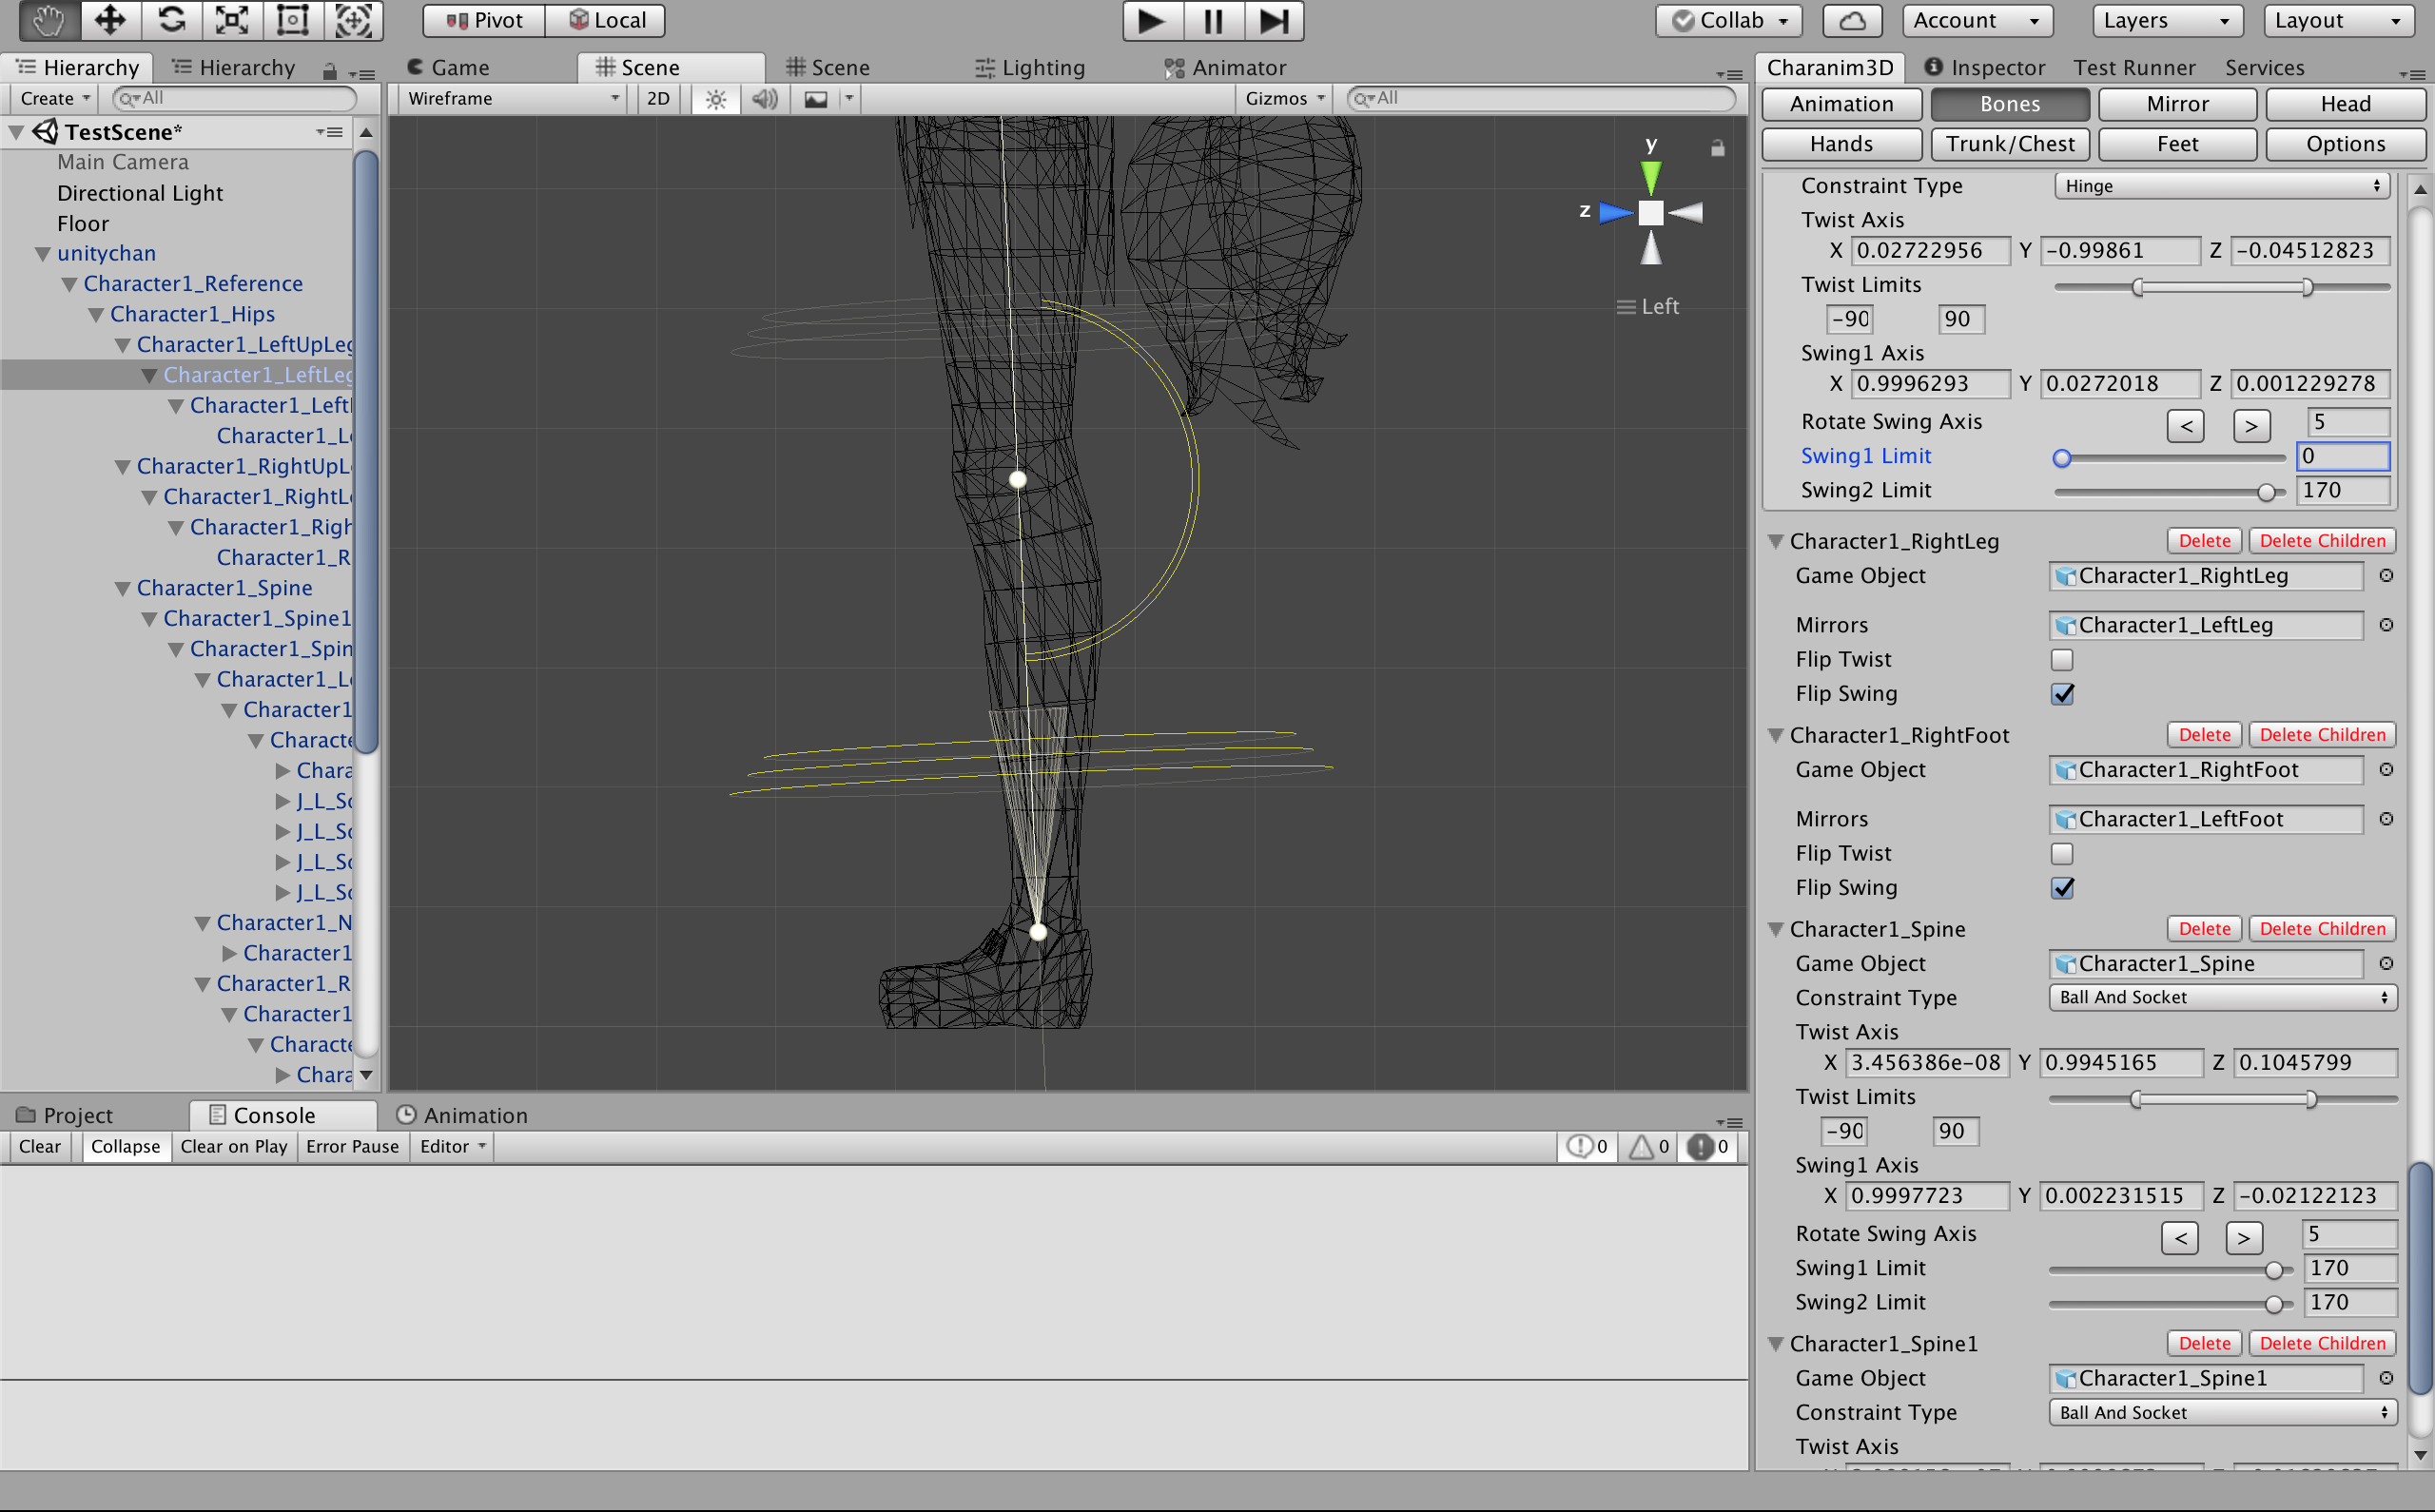 Pivot Local Collab Account Layers Layout
Hierarchy Hierarchy Game Scene Scene Lighting Animator Charanim3D Inspector Test Runner Services
Create All Wireframe 2D Gizmos All
Animation Bones Mirror Head
Hands Trunk/Chest Feet Options
TestScene*
Main Camera
Directional Light
Floor
unitychan
Character1_Reference
Character1_Hips
Character1_LeftUpLeg
Character1_LeftLeg
Character1_Left
Character1_L
Character1_RightUpL
Character1_RightL
Character1_Righ
Character1_R
Character1_Spine
Character1_Spine1
Character1_Spin
Character1_L
Character1
Characte
Chara
J_L_S
J_L_S
J_L_S
J_L_S
Character1_N
Character1
Character1_R
Character1
Characte
Chara
y
z
Left
Constraint Type Hinge
Twist Axis
X 0.02722956 Y -0.99861 Z -0.04512823
Twist Limits
-90 90
Swing1 Axis
X 0.9996293 Y 0.0272018 Z 0.001229278
Rotate Swing Axis < > 5
Swing1 Limit 0
Swing2 Limit 170
Character1_RightLeg Delete Delete Children
Game Object Character1_RightLeg
Mirrors Character1_LeftLeg
Flip Twist
Flip Swing
Character1_RightFoot Delete Delete Children
Game Object Character1_RightFoot
Mirrors Character1_LeftFoot
Flip Twist
Flip Swing
Character1_Spine Delete Delete Children
Game Object Character1_Spine
Constraint Type Ball And Socket
Twist Axis
X 3.456386e-08 Y 0.9945165 Z 0.1045799
Twist Limits
-90 90
Swing1 Axis
X 0.9997723 Y 0.002231515 Z -0.02122123
Rotate Swing Axis < > 5
Swing1 Limit 170
Swing2 Limit 170
Character1_Spine1 Delete Delete Children
Game Object Character1_Spine1
Constraint Type Ball And Socket
Twist Axis
Project Console Animation
Clear Collapse Clear on Play Error Pause Editor 0 0 0